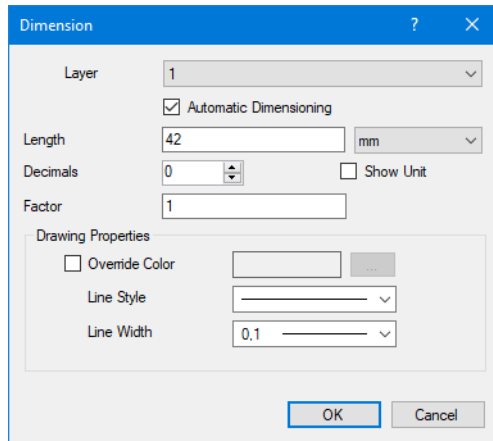 Dimension ? ×
Layer 1
Automatic Dimensioning
Length 42 mm
Decimals 0 Show Unit
Factor 1
Drawing Properties
Override Color ...
Line Style
Line Width 0,1
OK Cancel